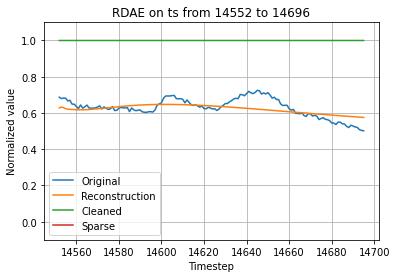 RDAE on ts from 14552 to 14696
Normalized value
1.0
0.8
0.6
0.4
0.2
0.0
Original
Reconstruction
Cleaned
Sparse
14560 14580 14600 14620 14640 14660 14680 14700
Timestep